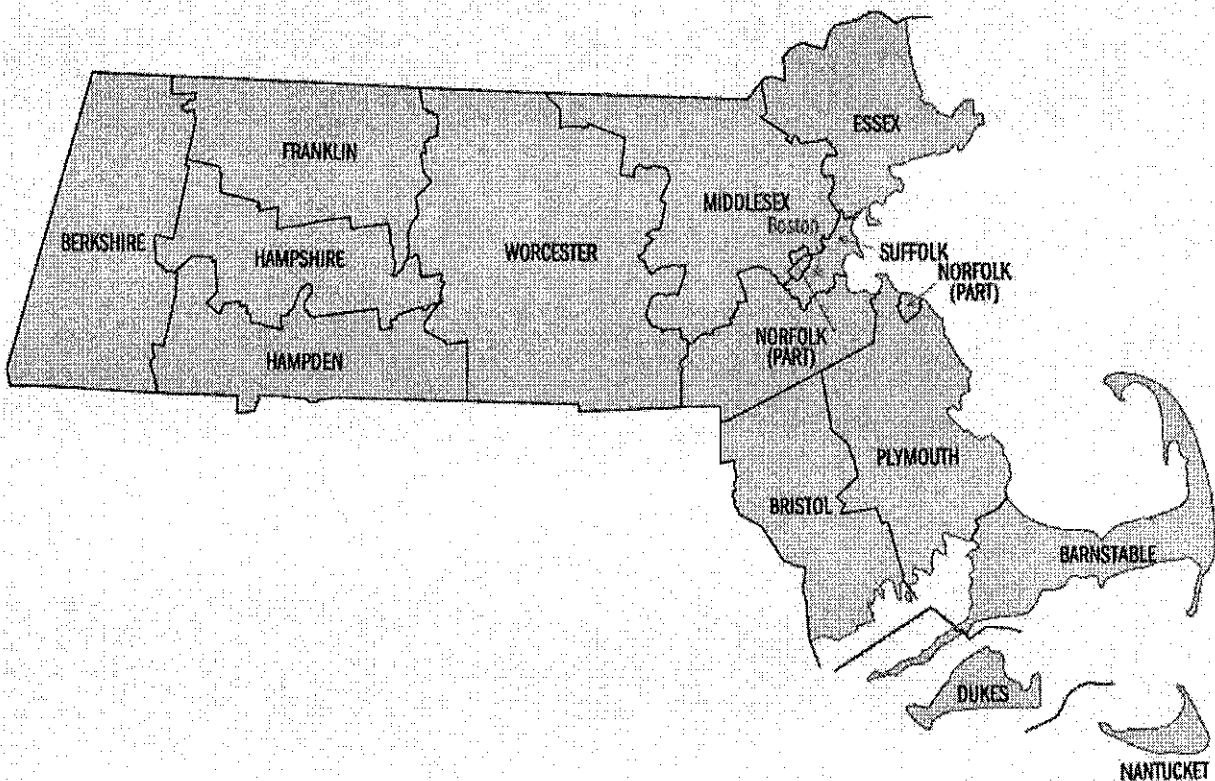 ESSEX
FRANKLIN
MIDDLESEX
Boston
BERKSHIRE
HAMPSHIRE
WORCESTER
SUFFOLK
NORFOLK
(PART)
NORFOLK
(PART)
HAMPDEN
PLYMOUTH
BRISTOL
BARNSTABLE
DUKES
NANTUCKET